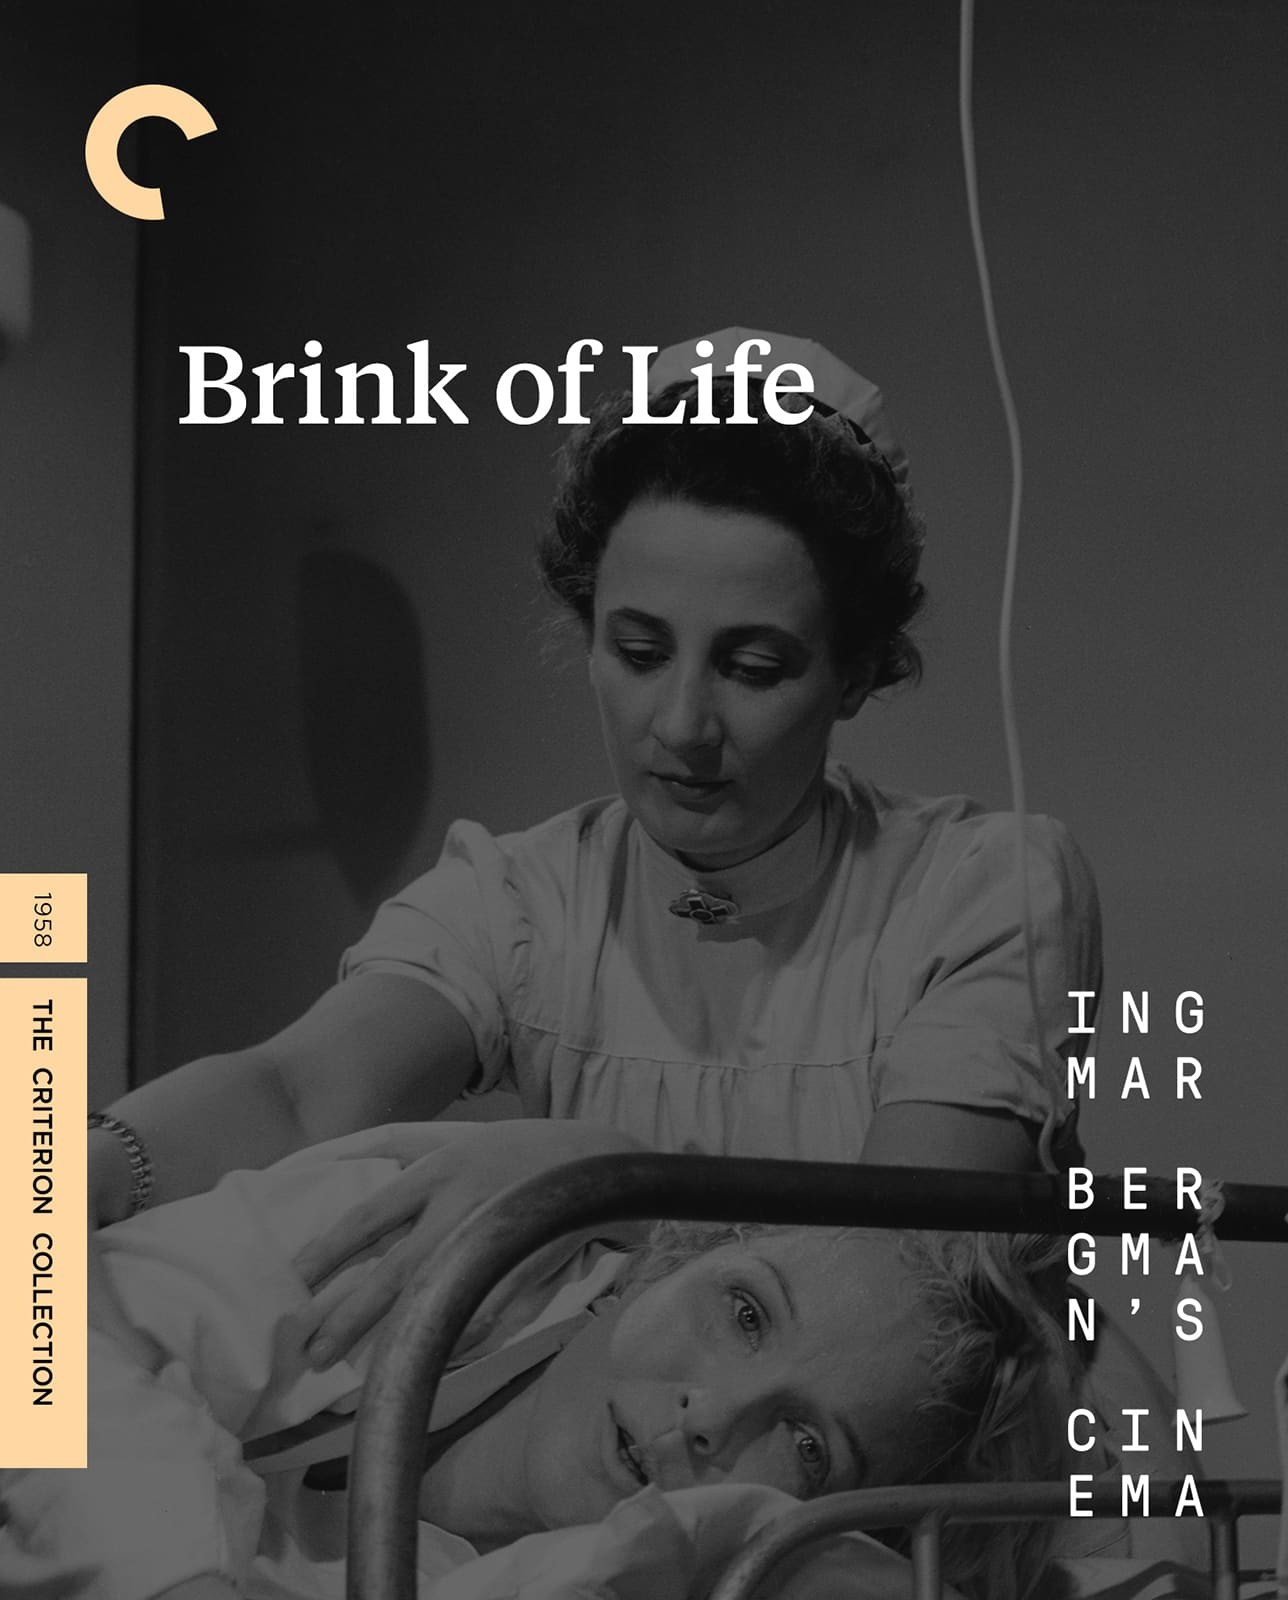 Brink of Life
1958
THE CRITERION COLLECTION
ING
MAR
BER
GMA
N'S
CIN
EMA